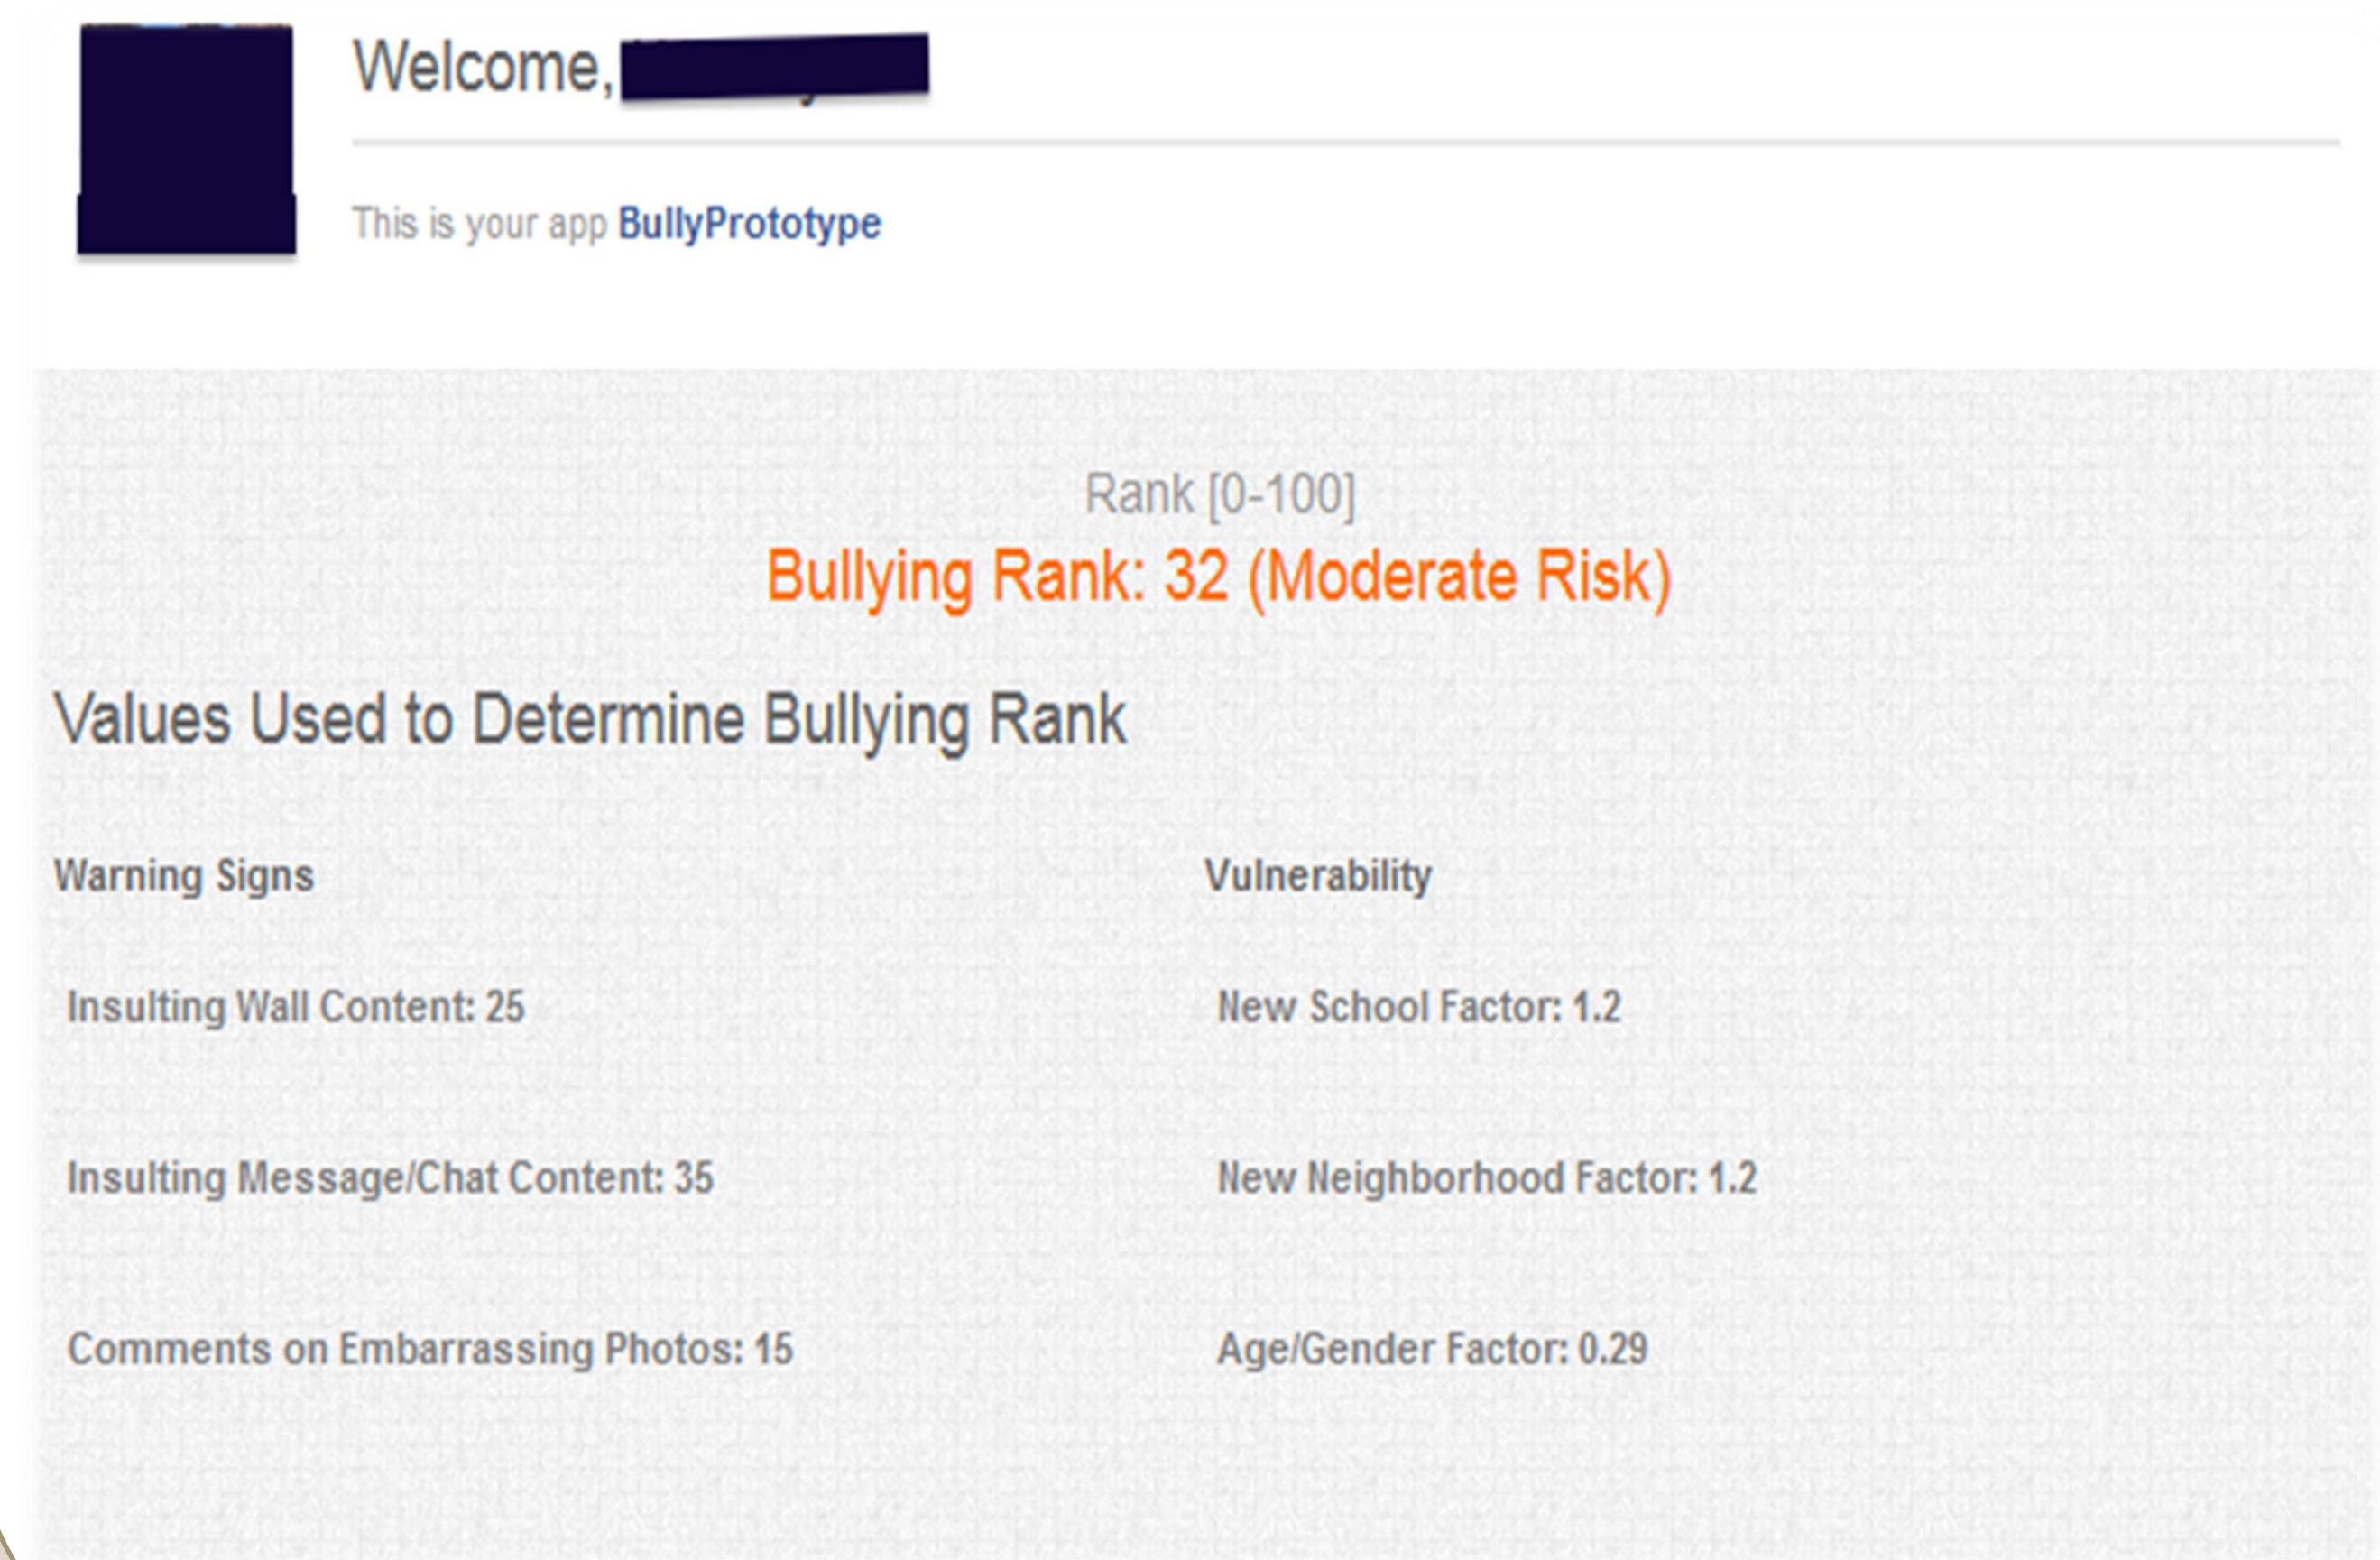 Welcome,
This is your app BullyPrototype
Rank [0-100]
Bullying Rank: 32 (Moderate Risk)
Values Used to Determine Bullying Rank
Warning Signs
Vulnerability
Insulting Wall Content: 25
New School Factor: 1.2
Insulting Message/Chat Content: 35
New Neighborhood Factor: 1.2
Comments on Embarrassing Photos: 15
Age/Gender Factor: 0.29